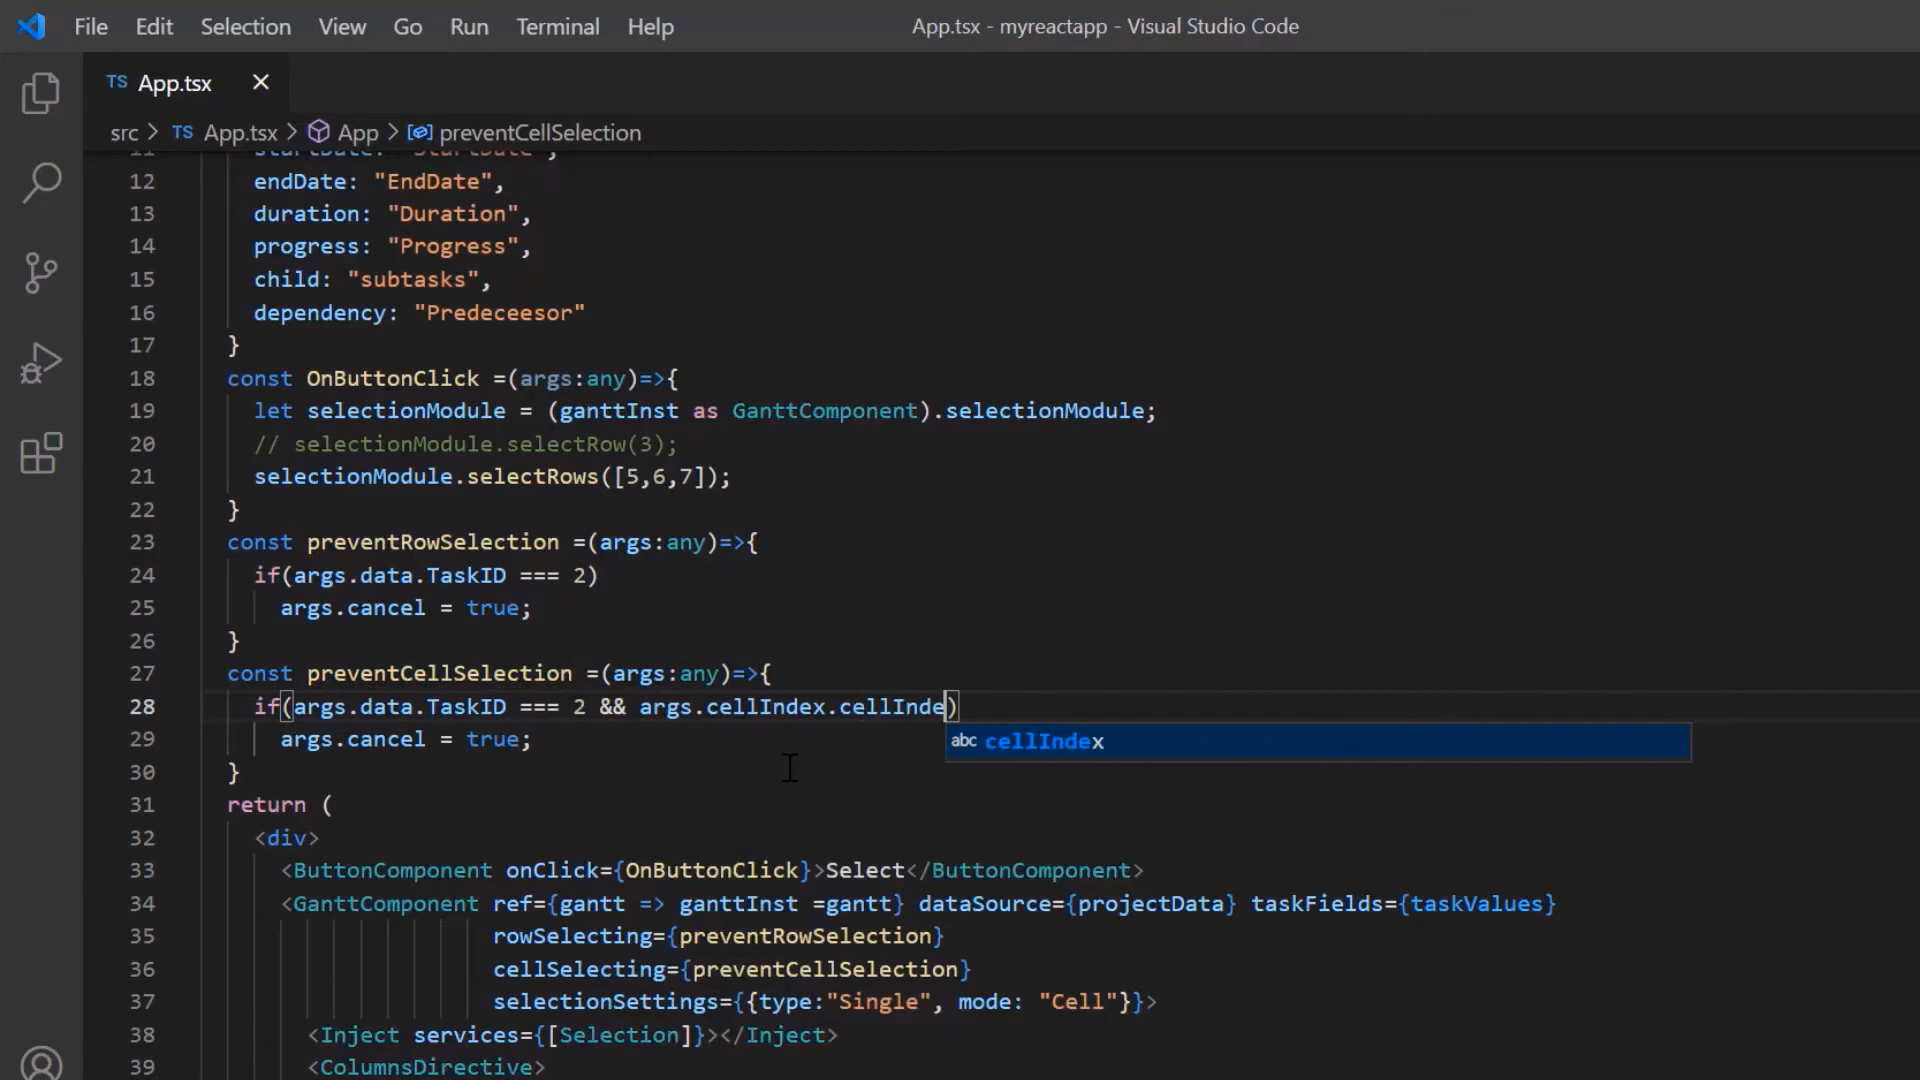 File Edit Selection View Go Run Terminal Help App.tsx - myreactapp - Visual Studio Code
TS App.tsx ×
src > TS App.tsx > App > preventCellSelection
11 startDate: "StartDate",
12 endDate: "EndDate",
13 duration: "Duration",
14 progress: "Progress",
15 child: "subtasks",
16 dependency: "Predeceesor"
17 }
18 const OnButtonClick =(args:any)=>{
19 let selectionModule = (ganttInst as GanttComponent).selectionModule;
20 // selectionModule.selectRow(3);
21 selectionModule.selectRows([5,6,7]);
22 }
23 const preventRowSelection =(args:any)=>{
24 if(args.data.TaskID === 2)
25 args.cancel = true;
26 }
27 const preventCellSelection =(args:any)=>{
28 if(args.data.TaskID === 2 && args.cellIndex.cellInde)
29 args.cancel = true;
abc cellIndex
30 }
31 return (
32 <div>
33 <ButtonComponent onClick={OnButtonClick}>Select</ButtonComponent>
34 <GanttComponent ref={gantt => ganttInst =gantt} dataSource={projectData} taskFields={taskValues}
35 rowSelecting={preventRowSelection}
36 cellSelecting={preventCellSelection}
37 selectionSettings={{type:"Single", mode: "Cell"}}>
38 <Inject services={[Selection]}></Inject>
39 <ColumnsDirective>